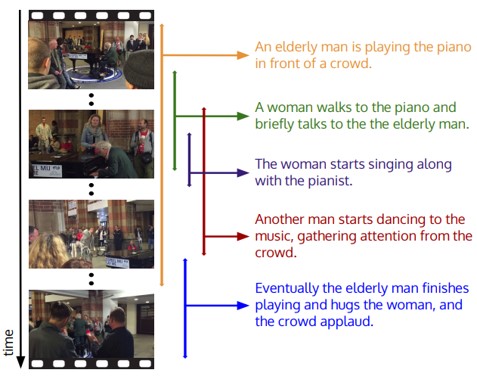 An elderly man is playing the piano
in front of a crowd.
A woman walks to the piano and
briefly talks to the the elderly man.
The woman starts singing along
with the pianist.
Another man starts dancing to the
music, gathering attention from the
crowd.
Eventually the elderly man finishes
playing and hugs the woman, and
the crowd applaud.
time